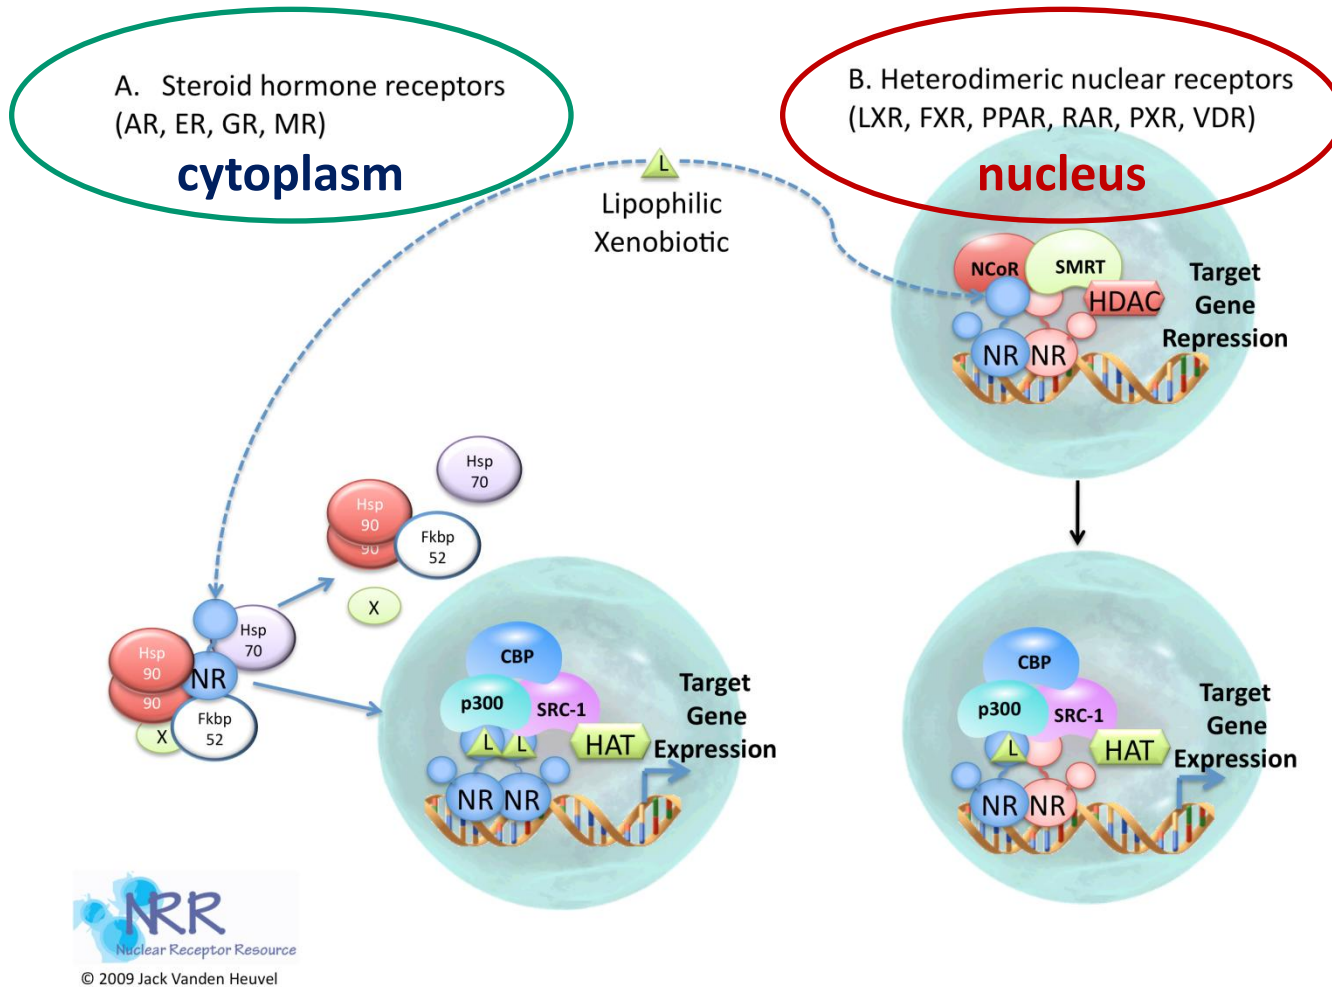 A. Steroid hormone receptors
(AR, ER, GR, MR)
cytoplasm
B. Heterodimeric nuclear receptors
(LXR, FXR, PPAR, RAR, PXR, VDR)
nucleus
L
Lipophilic
Xenobiotic
NCoR
SMRT
HDAC
NR
NR
Target
Gene
Repression
Hsp
70
Hsp
90
90
Fkbp
52
X
Hsp
70
Hsp
90
90
NR
Fkbp
52
X
CBP
p300
SRC-1
L
L
HAT
NR
NR
Target
Gene
Expression
CBP
p300
SRC-1
L
HAT
NR
NR
Target
Gene
Expression
NRR
Nuclear Receptor Resource
© 2009 Jack Vanden Heuvel